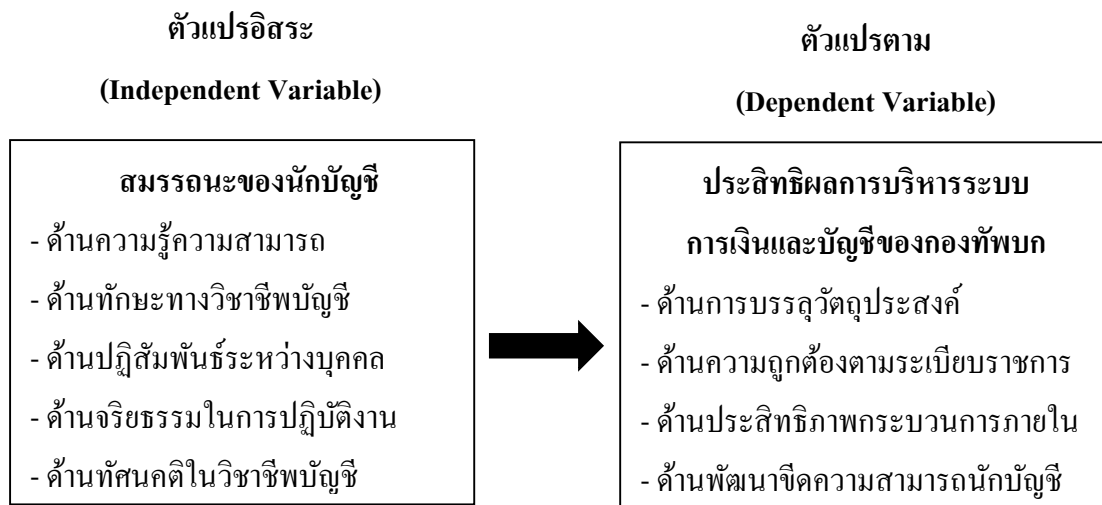 ตัวแปรอิสระ
(Independent Variable)
สมรรถนะของนักบัญชี
- ด้านความรู้ความสามารถ
- ด้านทักษะทางวิชาชีพบัญชี
- ด้านปฏิสัมพันธ์ระหว่างบุคคล
- ด้านจริยธรรมในการปฏิบัติงาน
- ด้านทัศนคติในวิชาชีพบัญชี
ตัวแปรตาม
(Dependent Variable)
ประสิทธิผลการบริหารระบบ
การเงินและบัญชีของกองทัพบก
- ด้านการบรรลุวัตถุประสงค์
- ด้านความถูกต้องตามระเบียบราชการ
- ด้านประสิทธิภาพกระบวนการภายใน
- ด้านพัฒนาขีดความสามารถนักบัญชี